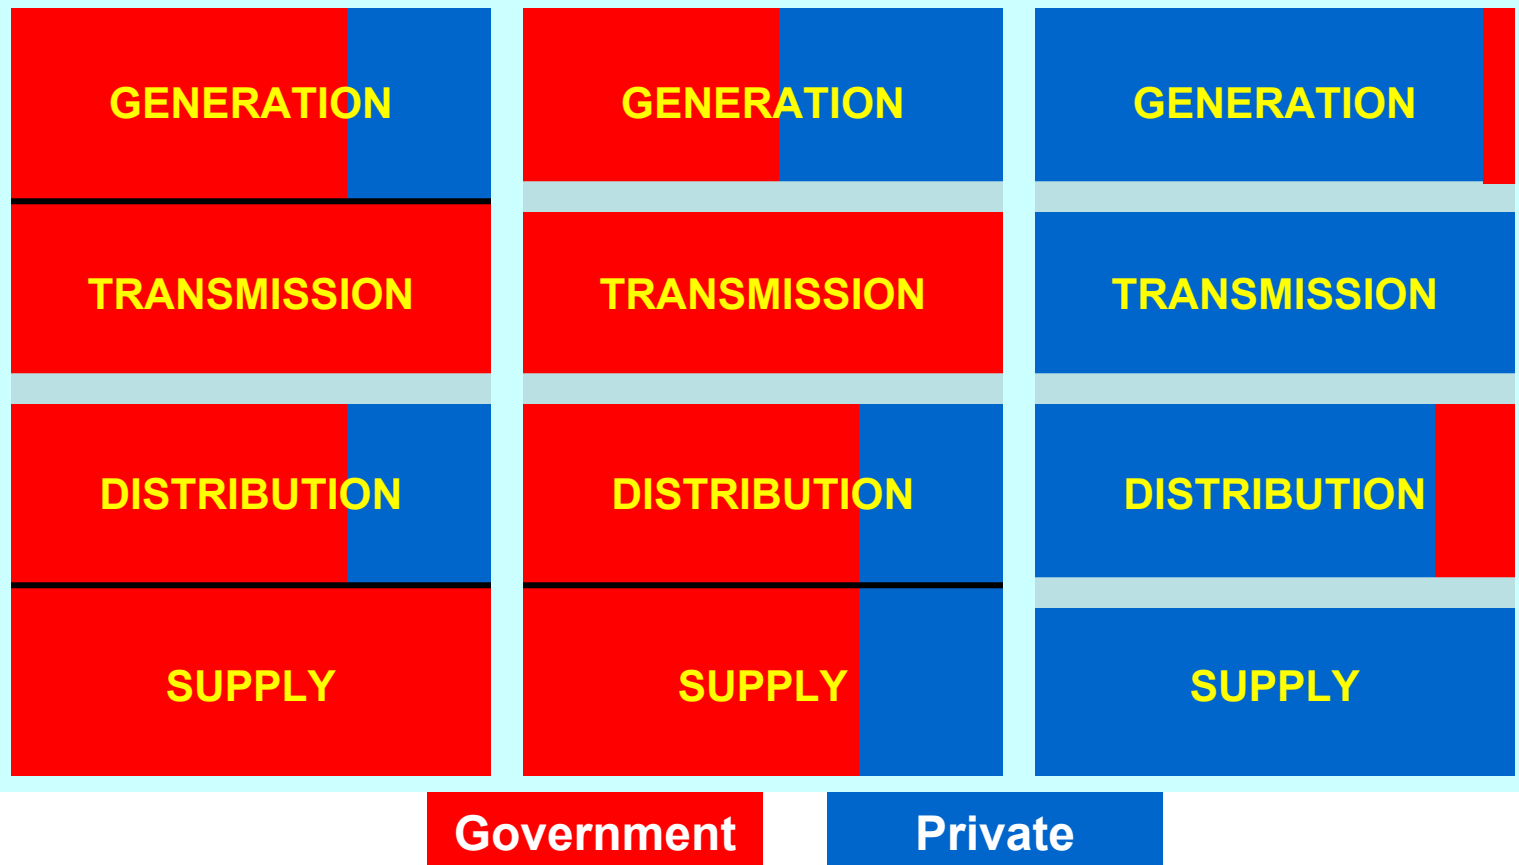 GENERATION
GENERATION
GENERATION
TRANSMISSION
TRANSMISSION
TRANSMISSION
DISTRIBUTION
DISTRIBUTION
DISTRIBUTION
SUPPLY
SUPPLY
SUPPLY
Government
Private